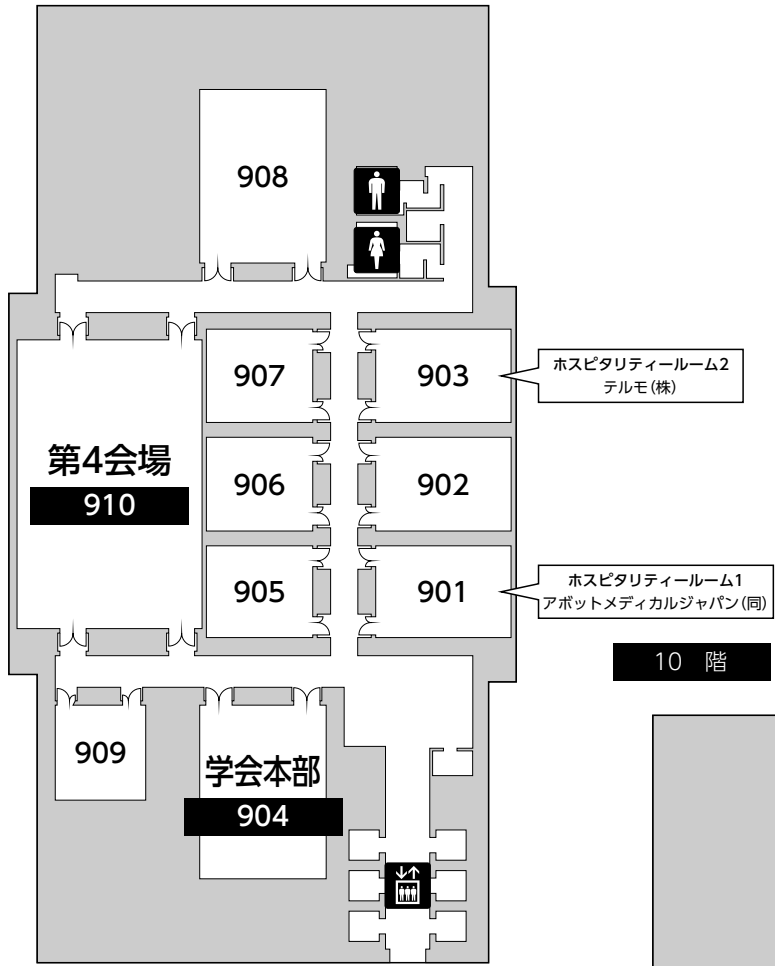 908
907
903
ホスピタリティールーム2
テルモ(株)
第4会場
910
906
902
905
901
ホスピタリティールーム1
アボットメディカルジャパン(同)
10 階
909
学会本部
904